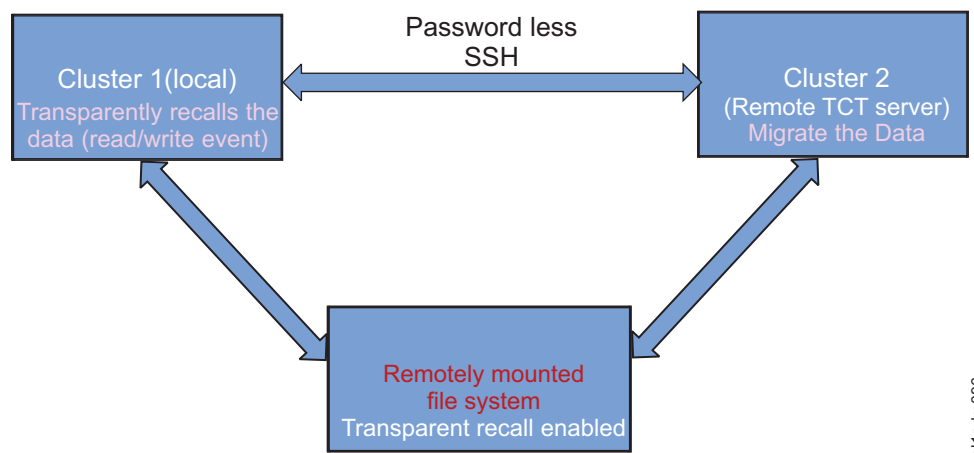 Password less
SSH
Cluster 1(local)
Transparently recalls the
data (read/write event)
Cluster 2
(Remote TCT server)
Migrate the Data
Remotely mounted
file system
Transparent recall enabled